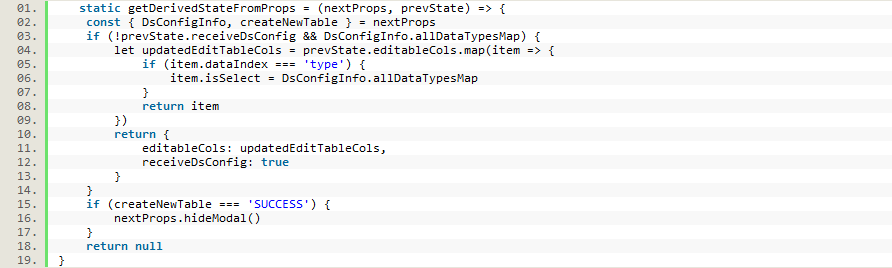 01. static getDerivedStateFromProps = (nextProps, prevState) => {
02. const { DsConfigInfo, createNewTable } = nextProps
03. if (!prevState.receiveDsConfig && DsConfigInfo.allDataTypesMap) {
04. let updatedEditTableCols = prevState.editableCols.map(item => {
05. if (item.dataIndex === 'type') {
06. item.isSelect = DsConfigInfo.allDataTypesMap
07. }
08. return item
09. })
10. return {
11. editableCols: updatedEditTableCols,
12. receiveDsConfig: true
13. }
14. }
15. if (createNewTable === 'SUCCESS') {
16. nextProps.hideModal()
17. }
18. return null
19. }